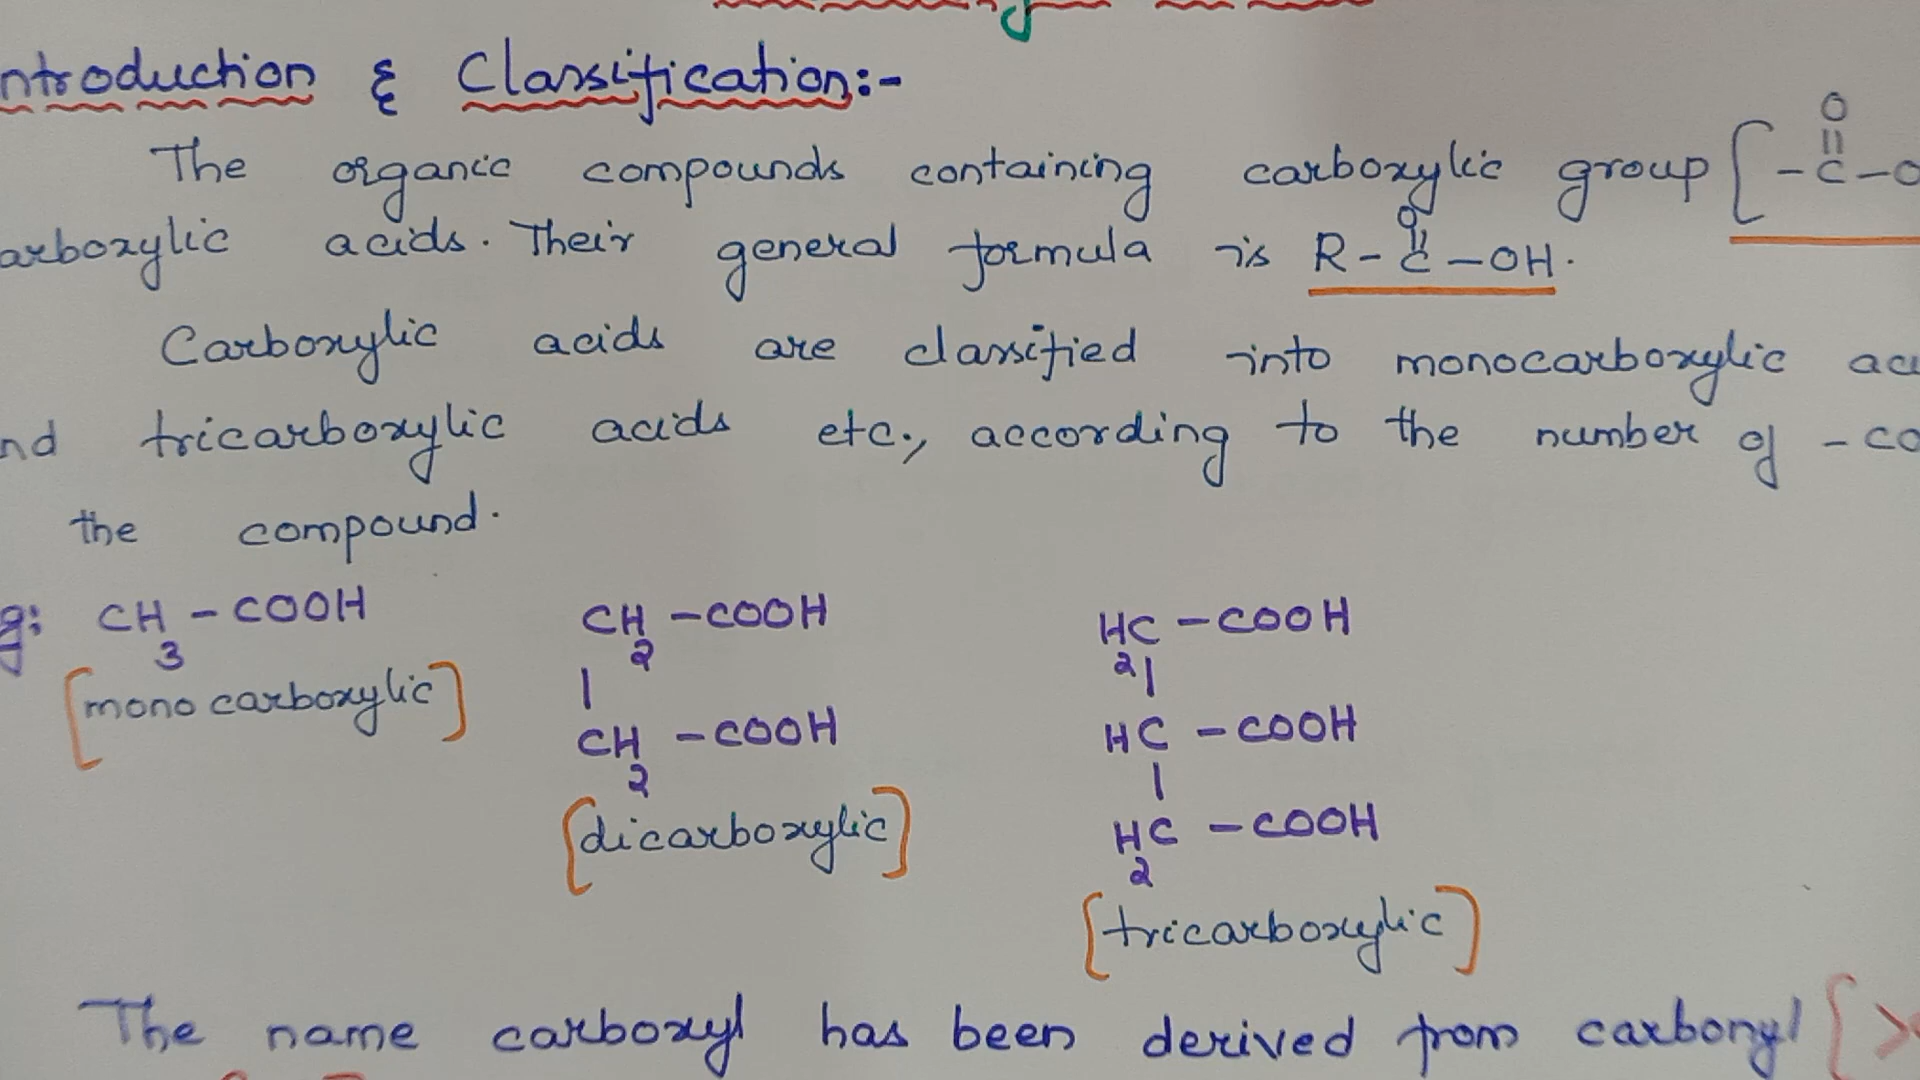 ntroduction & Classification:-
The organic compounds containing carboxylic group [-C-O
O
||
arboxylic acids. Their general formula is R-C-OH.
O
||
Carboxylic acids are classified into monocarboxylic aci
nd tricarboxylic acids etc., according to the number of -CO
the compound.
g: CH3-COOH
[mono carboxylic]
CH2-COOH
|
CH2-COOH
[dicarboxylic]
H2C-COOH
|
HC-COOH
|
H2C-COOH
[tricarboxylic]
The name carboxyl has been derived from carbonyl [>